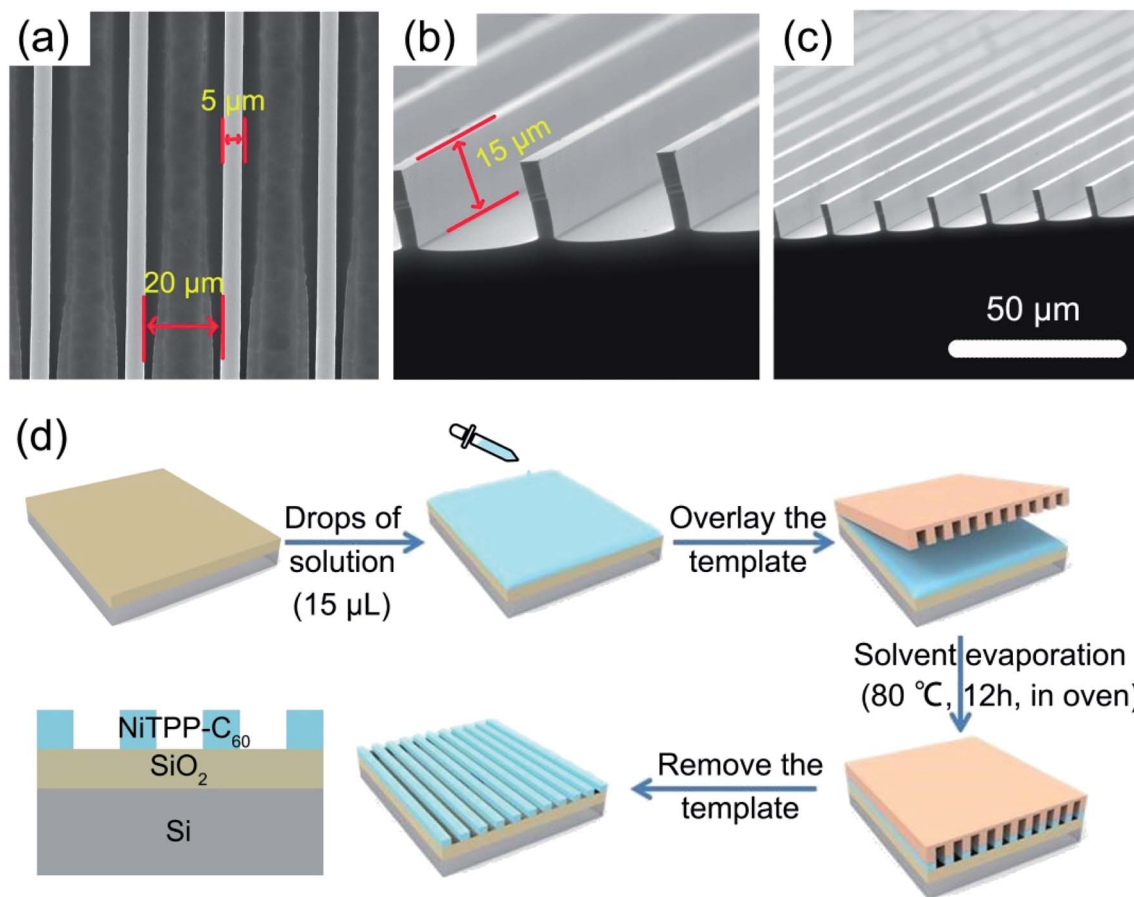 (a)
5 μm
20 μm
(b)
15 μm
(c)
50 μm
(d)
Drops of
solution
(15 μL)
Overlay the
template
Solvent evaporation
(80 ℃, 12h, in oven)
Remove the
template
NiTPP-C₆₀
SiO₂
Si